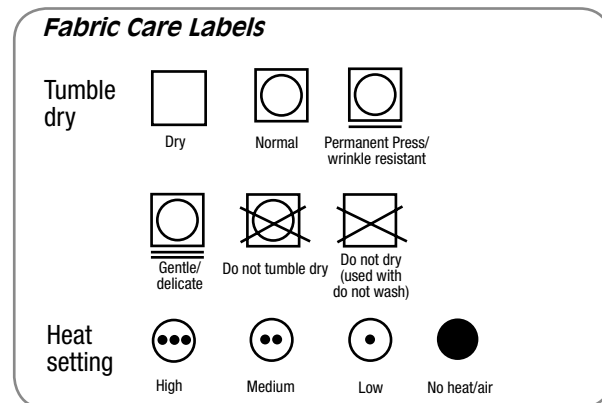 Fabric Care Labels
Tumble
dry
Dry
Normal
Permanent Press/
wrinkle resistant
Gentle/
delicate
Do not tumble dry
Do not dry
(used with
do not wash)
Heat
setting
High
Medium
Low
No heat/air